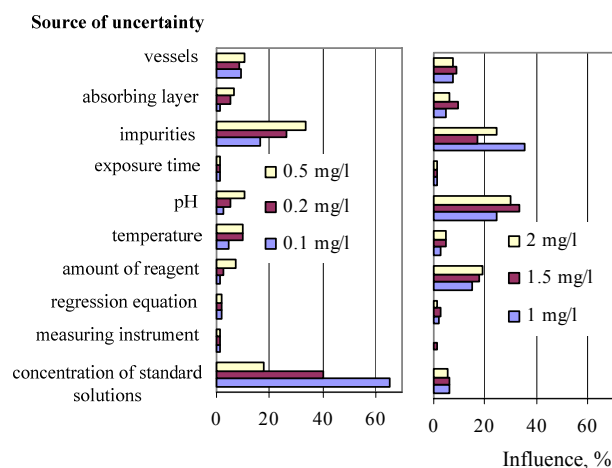 Source of uncertainty
vessels
absorbing layer
impurities
exposure time
pH
temperature
amount of reagent
regression equation
measuring instrument
concentration of standard
solutions
0.5 mg/l
0.2 mg/l
0.1 mg/l
2 mg/l
1.5 mg/l
1 mg/l
0 20 40 60
0 20 40 60
Influence, %